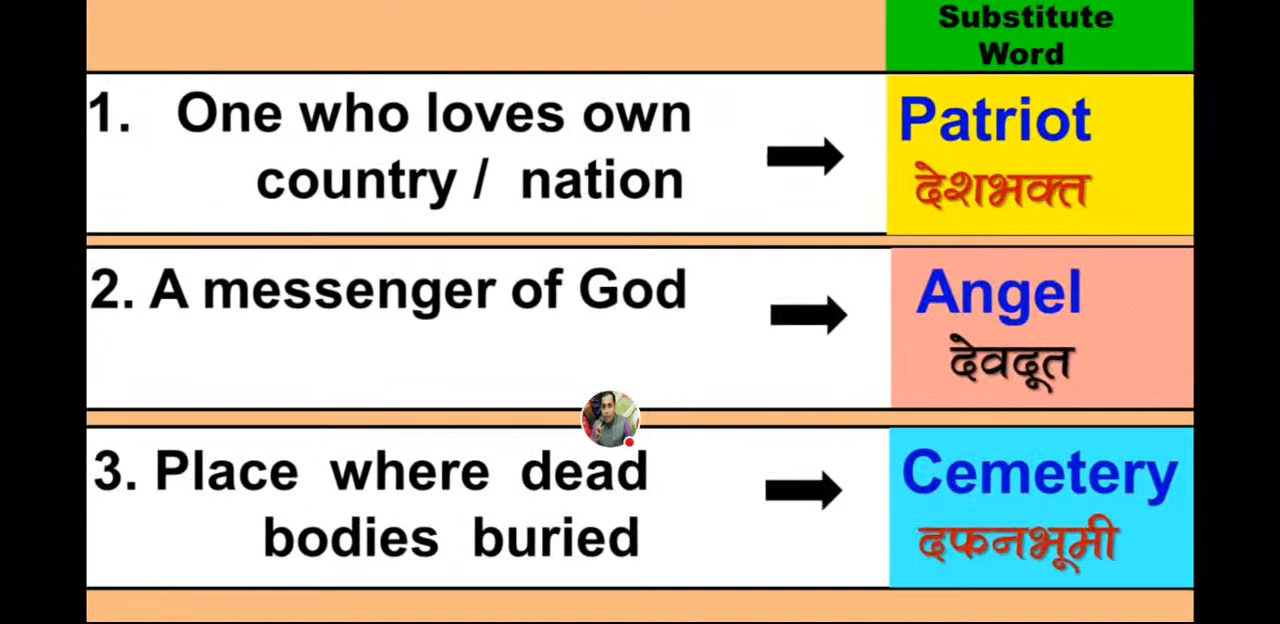 Substitute
Word
1. One who loves own
country / nation
Patriot
देशभक्त
2. A messenger of God
Angel
देवदूत
3. Place where dead
bodies buried
Cemetery
दफनभूमी